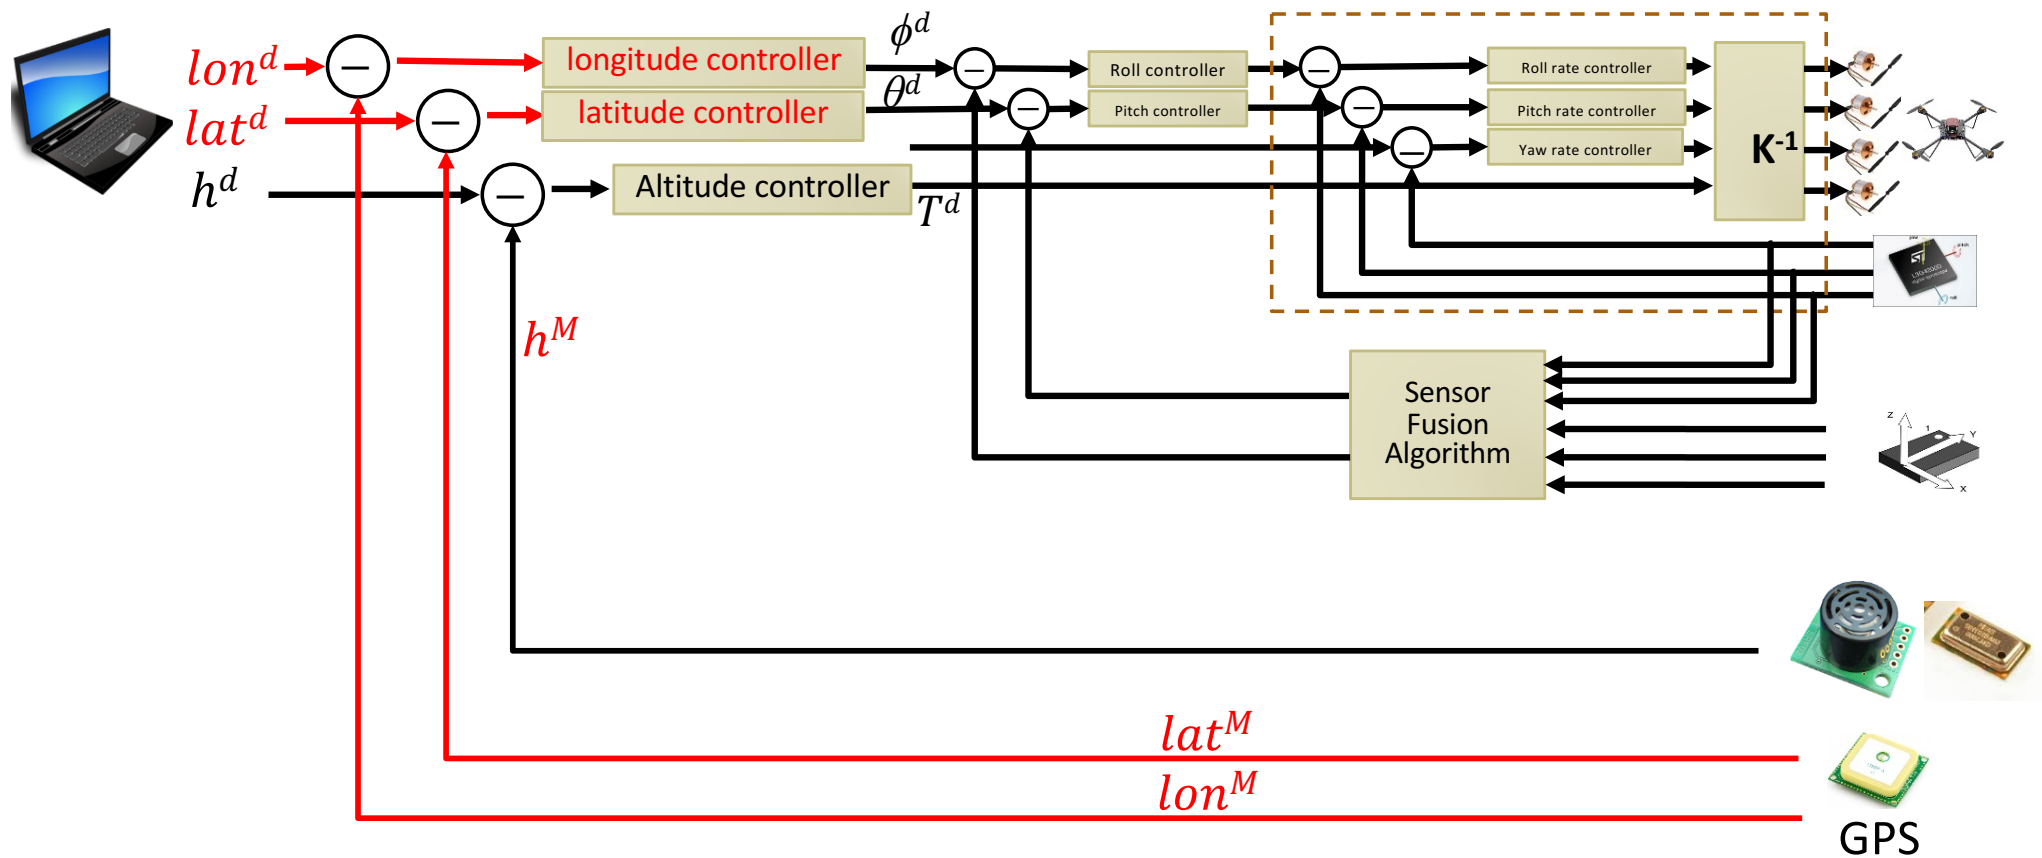 lon^d
longitude controller
ϕ^d
Roll controller
Roll rate controller
lat^d
latitude controller
θ^d
Pitch controller
Pitch rate controller
Yaw rate controller
K⁻¹
h^d
Altitude controller
T^d
h^M
Sensor
Fusion
Algorithm
Z
1
Y
X
lat^M
lon^M
GPS